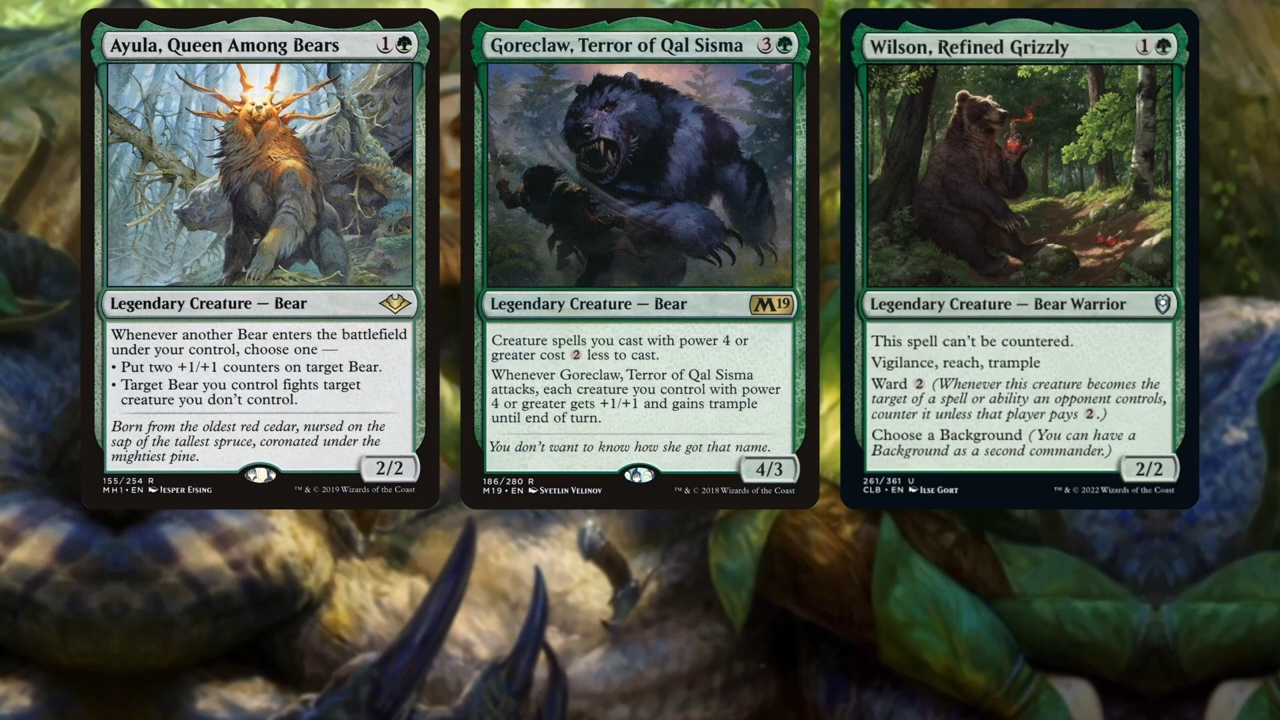 Ayula, Queen Among Bears 1
Legendary Creature — Bear
Whenever another Bear enters the battlefield
under your control, choose one —
• Put two +1/+1 counters on target Bear.
• Target Bear you control fights target
creature you don't control.
Born from the oldest red cedar, nursed on the
sap of the tallest spruce, coronated under the
mightiest pine.
2/2
155/254 R
MH1 • EN Iesper Eising
™ & © 2019 Wizards of the Coast
Goreclaw, Terror of Qal Sisma 3
Legendary Creature — Bear
M19
Creature spells you cast with power 4 or
greater cost 2 less to cast.
Whenever Goreclaw, Terror of Qal Sisma
attacks, each creature you control with power
4 or greater gets +1/+1 and gains trample
until end of turn.
You don't want to know how she got that name.
4/3
186/280 R
M19 • EN Svetlin Velinov
™ & © 2018 Wizards of the Coast
Wilson, Refined Grizzly 1
Legendary Creature — Bear Warrior
This spell can't be countered.
Vigilance, reach, trample
Ward 2 (Whenever this creature becomes the
target of a spell or ability an opponent controls,
counter it unless that player pays 2.)
Choose a Background (You can have a
Background as a second commander.)
2/2
261/361 U
CLB • EN Ilse Gort
™ & © 2022 Wizards of the Coast